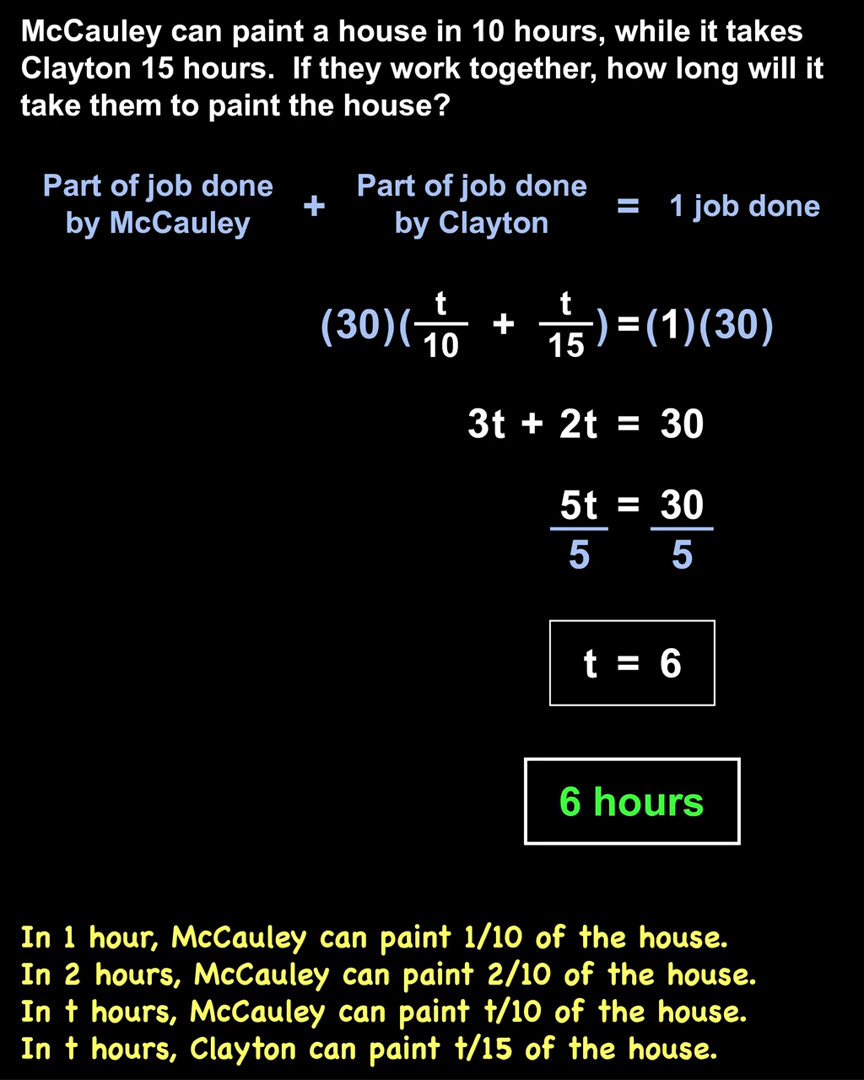 McCauley can paint a house in 10 hours, while it takes
Clayton 15 hours.  If they work together, how long will it
take them to paint the house?
Part of job done
by McCauley
+
Part of job done
by Clayton
=
1 job done
(30)(t/10 + t/15) = (1)(30)
3t + 2t = 30
5t = 30
5 5
t = 6
6 hours
In 1 hour, McCauley can paint 1/10 of the house.
In 2 hours, McCauley can paint 2/10 of the house.
In t hours, McCauley can paint t/10 of the house.
In t hours, Clayton can paint t/15 of the house.